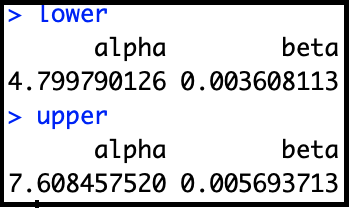 > lower
alpha beta
4.799790126 0.003608113
> upper
alpha beta
7.608457520 0.005693713